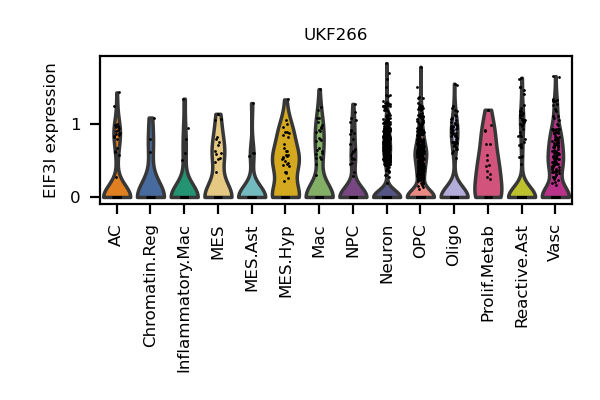 UKF266
EIF3I expression
1
0
AC
Chromatin.Reg
Inflammatory.Mac
MES
MES.Ast
MES.Hyp
Mac
NPC
Neuron
OPC
Oligo
Prolif.Metab
Reactive.Ast
Vasc